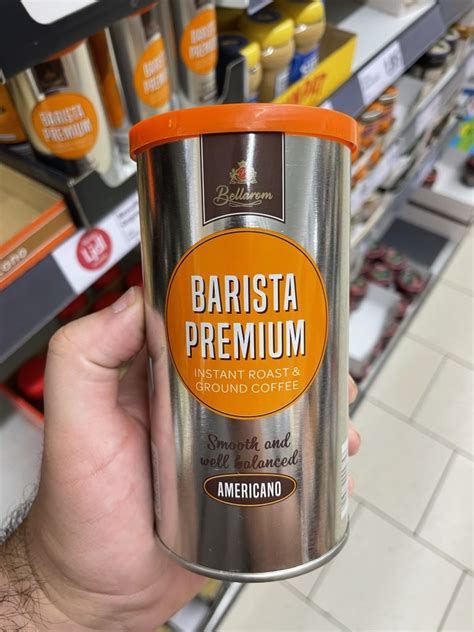 BARISTA
PREMIUM
BARISTA
PREMIUM
Bellarom
BARISTA
PREMIUM
INSTANT ROAST &
GROUND COFFEE
Smooth and
well balanced
AMERICANO